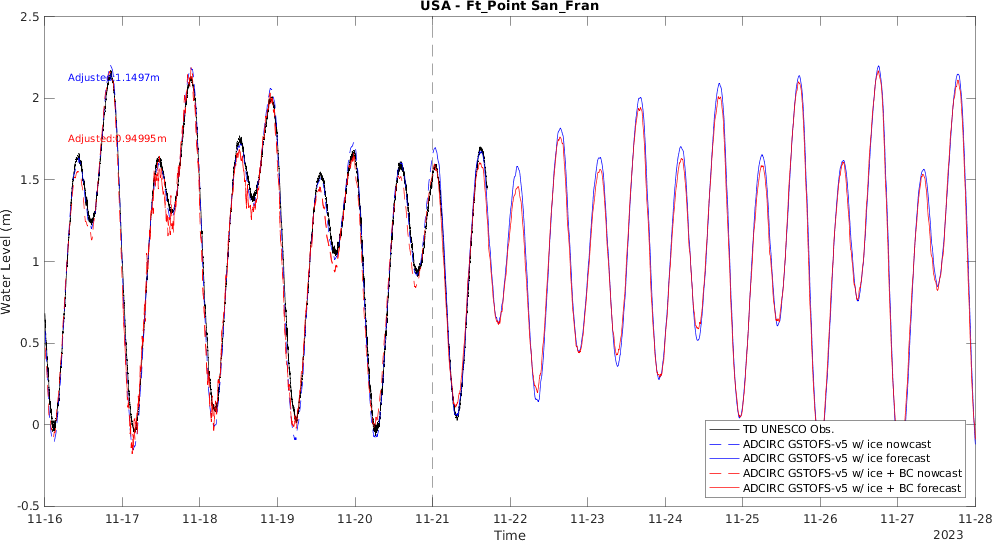 USA - Ft_Point San_Fran
2.5
2
1.5
1
0.5
0
-0.5
Water Level (m)
Adjusted:1.1497m
Adjusted:0.94995m
TD UNESCO Obs.
ADCIRC GSTOFS-v5 w/ ice nowcast
ADCIRC GSTOFS-v5 w/ ice forecast
ADCIRC GSTOFS-v5 w/ ice + BC nowcast
ADCIRC GSTOFS-v5 w/ ice + BC forecast
11-16 11-17 11-18 11-19 11-20 11-21 11-22 11-23 11-24 11-25 11-26 11-27 11-28
Time
2023